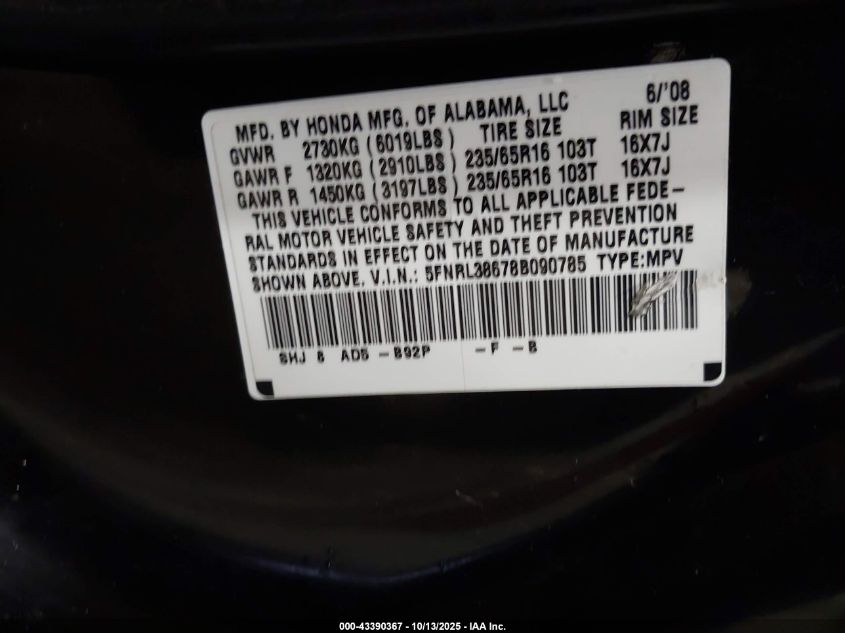 MFD. BY HONDA MFG. OF ALABAMA, LLC 6/'08
GVWR 2730KG (6019LBS) TIRE SIZE RIM SIZE
GAWR F 1320KG (2910LBS) 235/65R16 103T 16X7J
GAWR R 1450KG (3197LBS) 235/65R16 103T 16X7J
THIS VEHICLE CONFORMS TO ALL APPLICABLE FEDE-
RAL MOTOR VEHICLE SAFETY AND THEFT PREVENTION
STANDARDS IN EFFECT ON THE DATE OF MANUFACTURE
SHOWN ABOVE. V.I.N.: 5FNRL38678B090785 TYPE:MPV
SHJ 8 AD5 -B92P -F -B
000-43390367 - 10/13/2025 - IAA Inc.